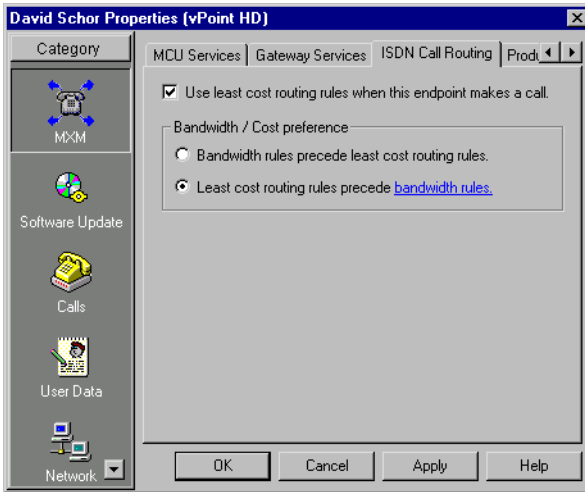 David Schor Properties (vPoint HD)
Category
MCU Services Gateway Services ISDN Call Routing Produ
MXM
Use least cost routing rules when this endpoint makes a call.
Bandwidth / Cost preference
Bandwidth rules precede least cost routing rules.
Least cost routing rules precede bandwidth rules.
Software Update
Calls
User Data
Network
OK Cancel Apply Help